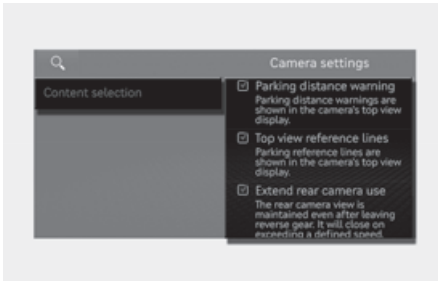 Camera settings
Content selection
Parking distance warning
Parking distance warnings are
shown in the camera's top view
display.
Top view reference lines
Parking reference lines are
shown in the camera's top view
display.
Extend rear camera use
The rear camera view is
maintained even after leaving
reverse gear. It will close on
exceeding a defined speed.